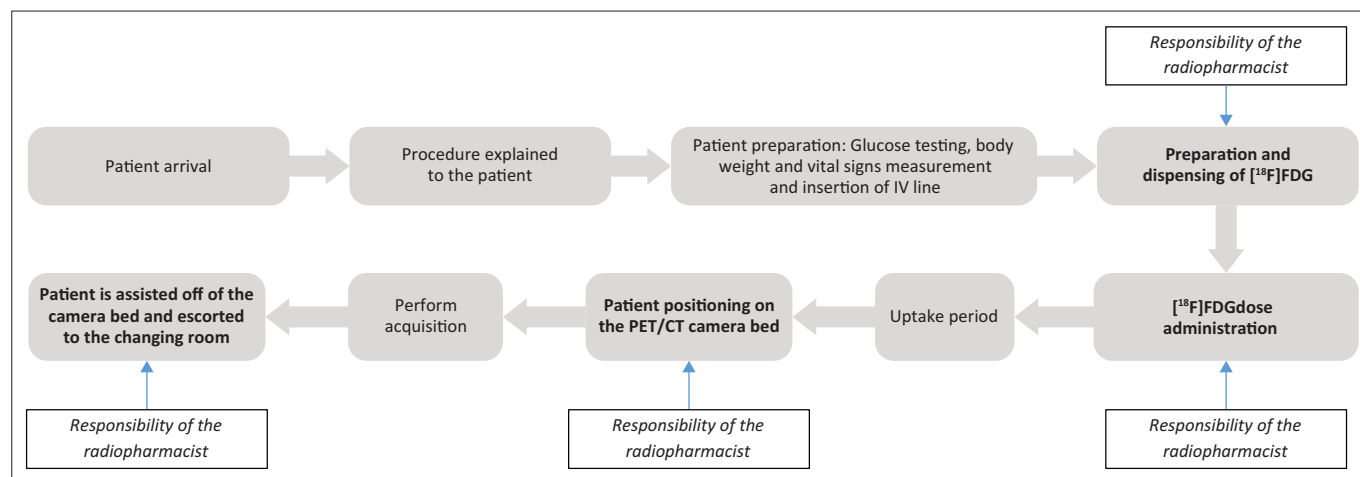 Responsibility of the
radiopharmacist
Patient arrival
Procedure explained
to the patient
Patient preparation: Glucose testing, body
weight and vital signs measurement
and insertion of IV line
Preparation and
dispensing of [¹⁸F]FDG
[¹⁸F]FDGdose
administration
Uptake period
Patient positioning on
the PET/CT camera bed
Perform
acquisition
Patient is assisted off of the
camera bed and escorted
to the changing room
Responsibility of the
radiopharmacist
Responsibility of the
radiopharmacist
Responsibility of the
radiopharmacist